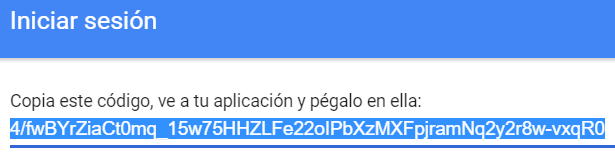 Iniciar sesión
Copia este código, ve a tu aplicación y pégalo en ella:
4/fwBYrZiaCt0mq_15w75HHZLFe22oIPbXzMXFpjramNq2y2r8w-vxqR0